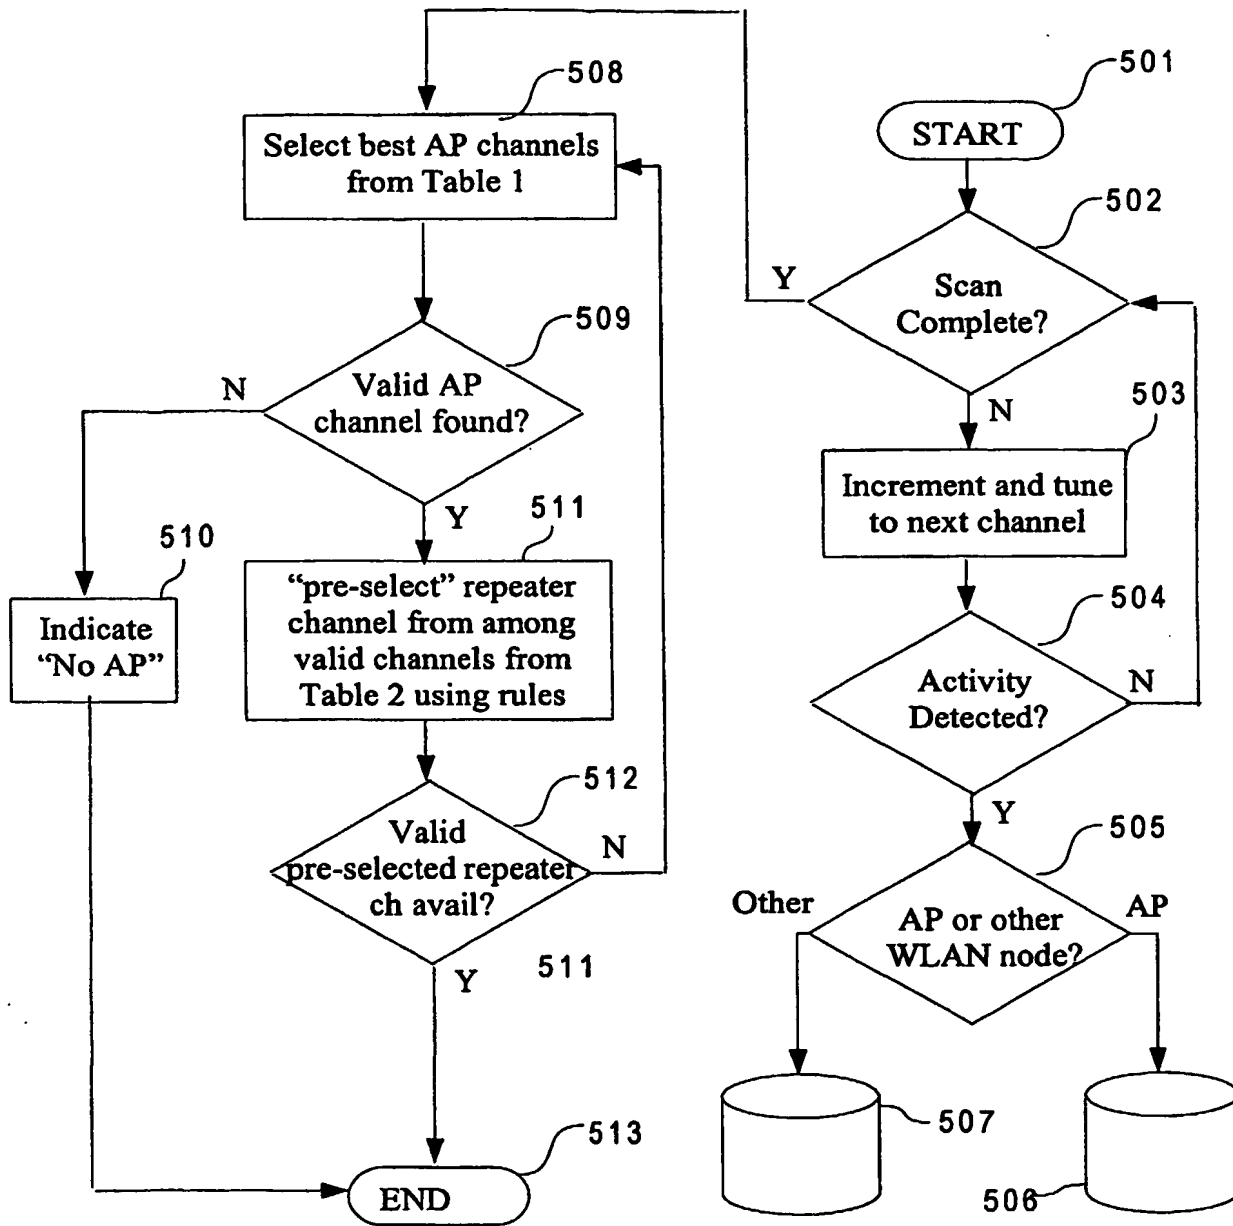 508
Select best AP channels
from Table 1
509
Valid AP
channel found?
N
Y
510
Indicate
“No AP”
511
“pre-select” repeater
channel from among
valid channels from
Table 2 using rules
512
Valid
pre-selected repeater
ch avail?
N
Y
511
513
END
501
START
502
Scan
Complete?
Y
N
503
Increment and tune
to next channel
504
Activity
Detected?
N
Y
505
AP or other
WLAN node?
Other
AP
507
506